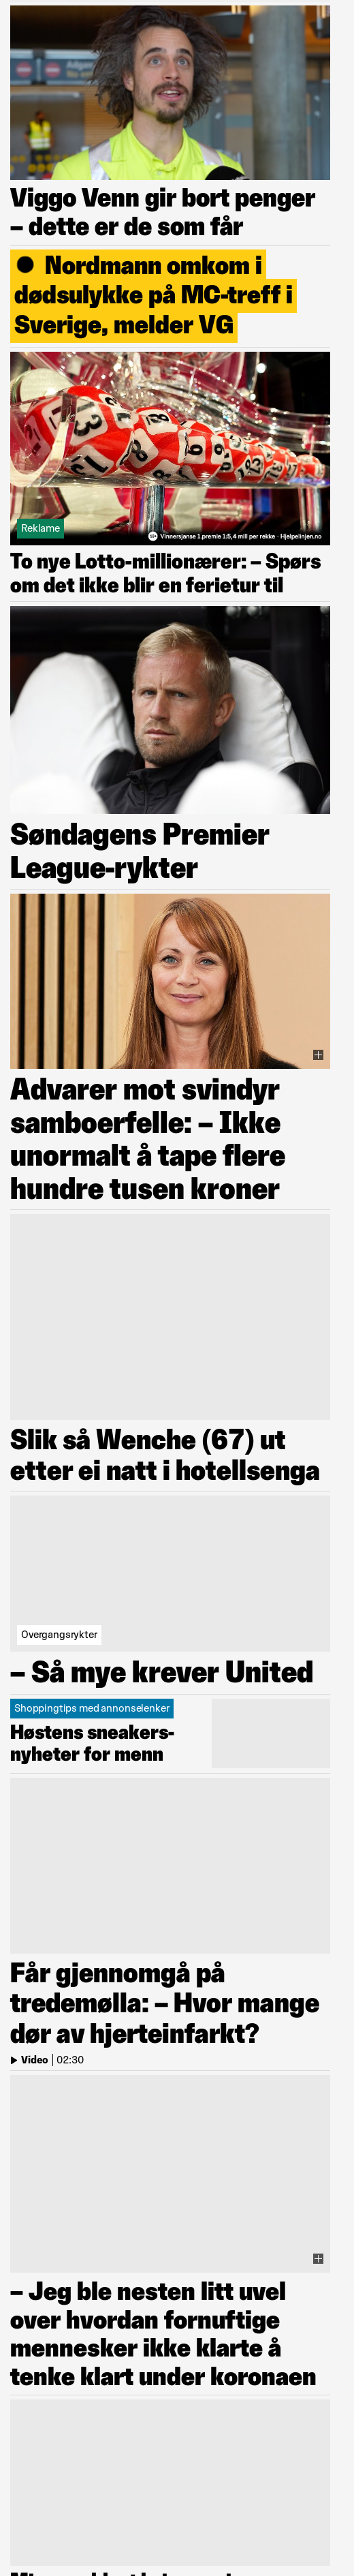 Viggo Venn gir bort penger
– dette er de som får
Nordmann omkom i
dødsulykke på MC-treff i
Sverige, melder VG
Reklame
18+ Vinnersjanse 1.premie 1:5,4 mill per rekke - Hjelpelinjen.no
To nye Lotto-millionærer: – Spørs
om det ikke blir en ferietur til
Søndagens Premier
League-rykter
Advarer mot svindyr
samboerfelle: – Ikke
unormalt å tape flere
hundre tusen kroner
Slik så Wenche (67) ut
etter ei natt i hotellsenga
Overgangsrykter
– Så mye krever United
Shoppingtips med annonselenker
Høstens sneakers-
nyheter for menn
Får gjennomgå på
tredemølla: – Hvor mange
dør av hjerteinfarkt?
Video | 02:30
– Jeg ble nesten litt uvel
over hvordan fornuftige
mennesker ikke klarte å
tenke klart under koronaen